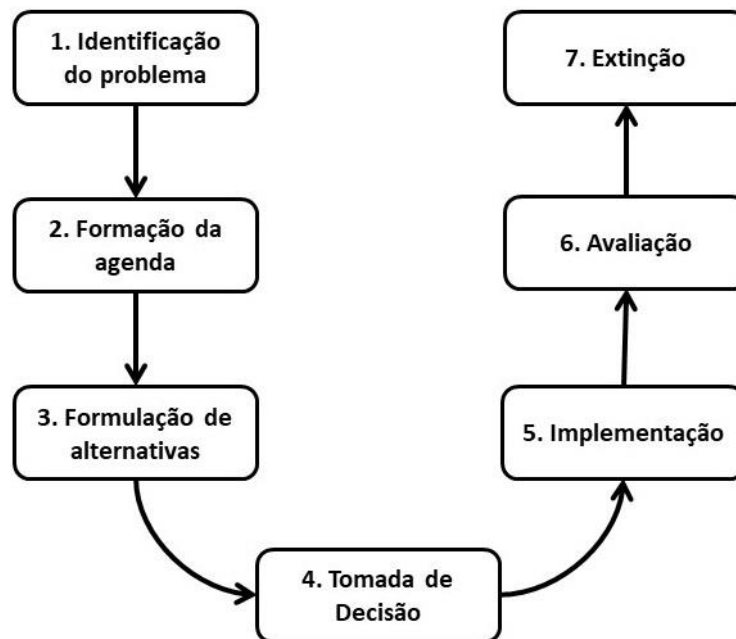 1. Identificação
do problema
2. Formação da
agenda
3. Formulação de
alternativas
4. Tomada de
Decisão
5. Implementação
6. Avaliação
7. Extinção